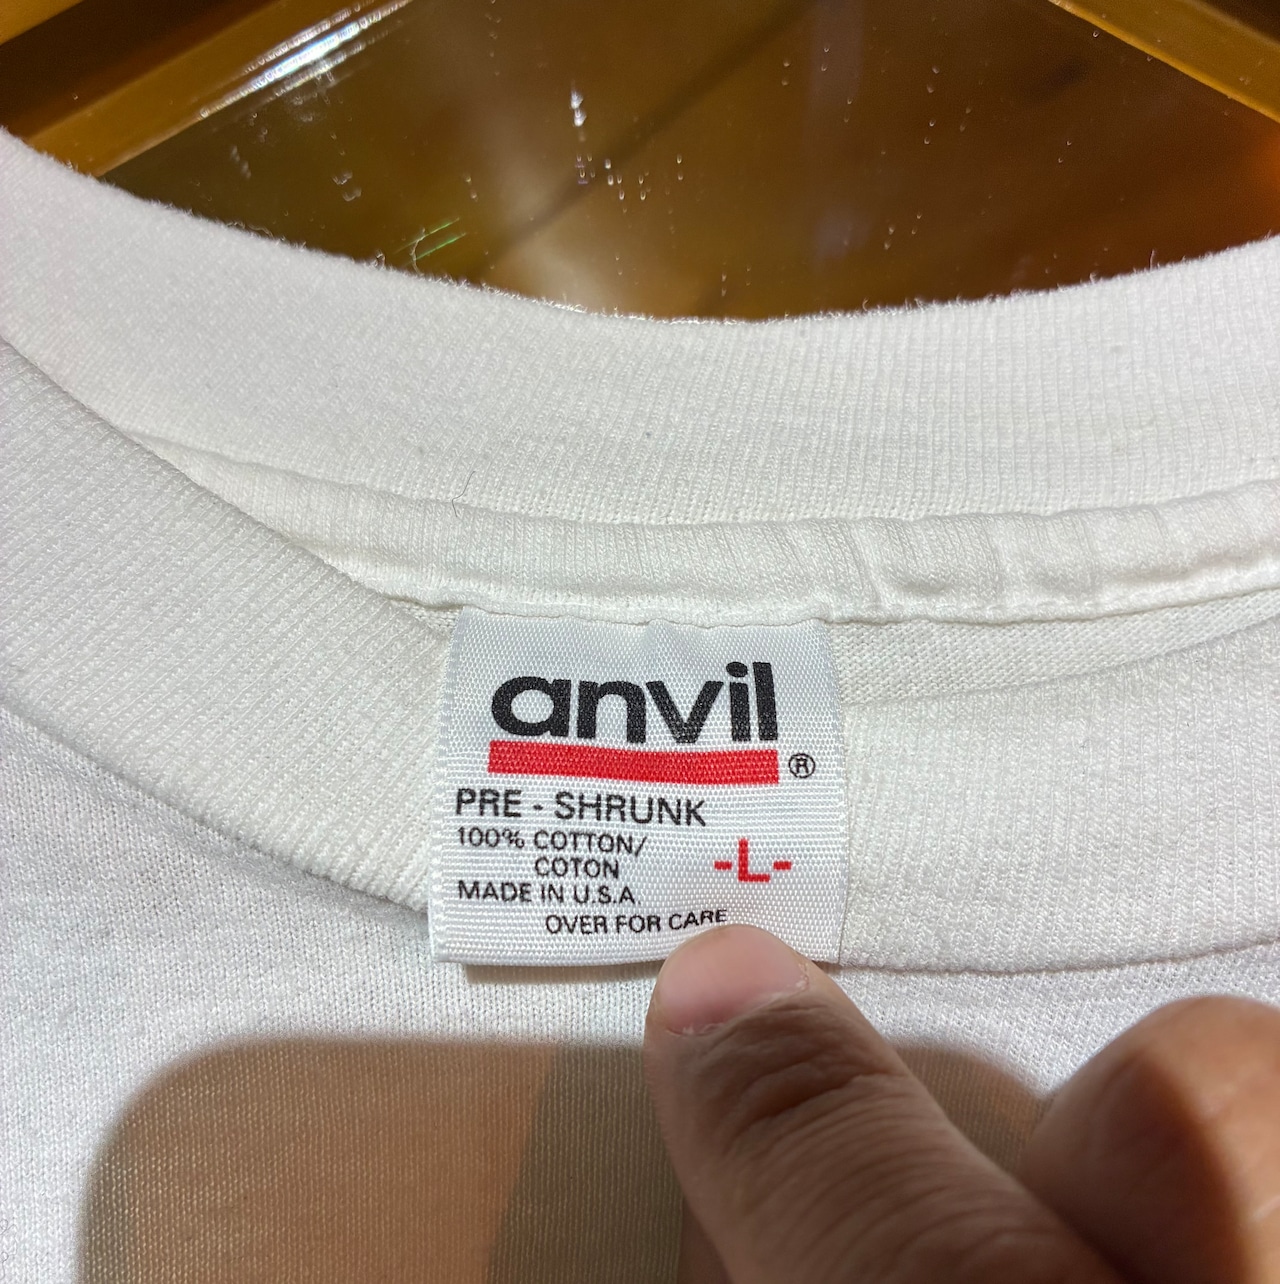 anvil®
PRE - SHRUNK
100% COTTON/
COTON
-L-
MADE IN U.S.A
OVER FOR CARE